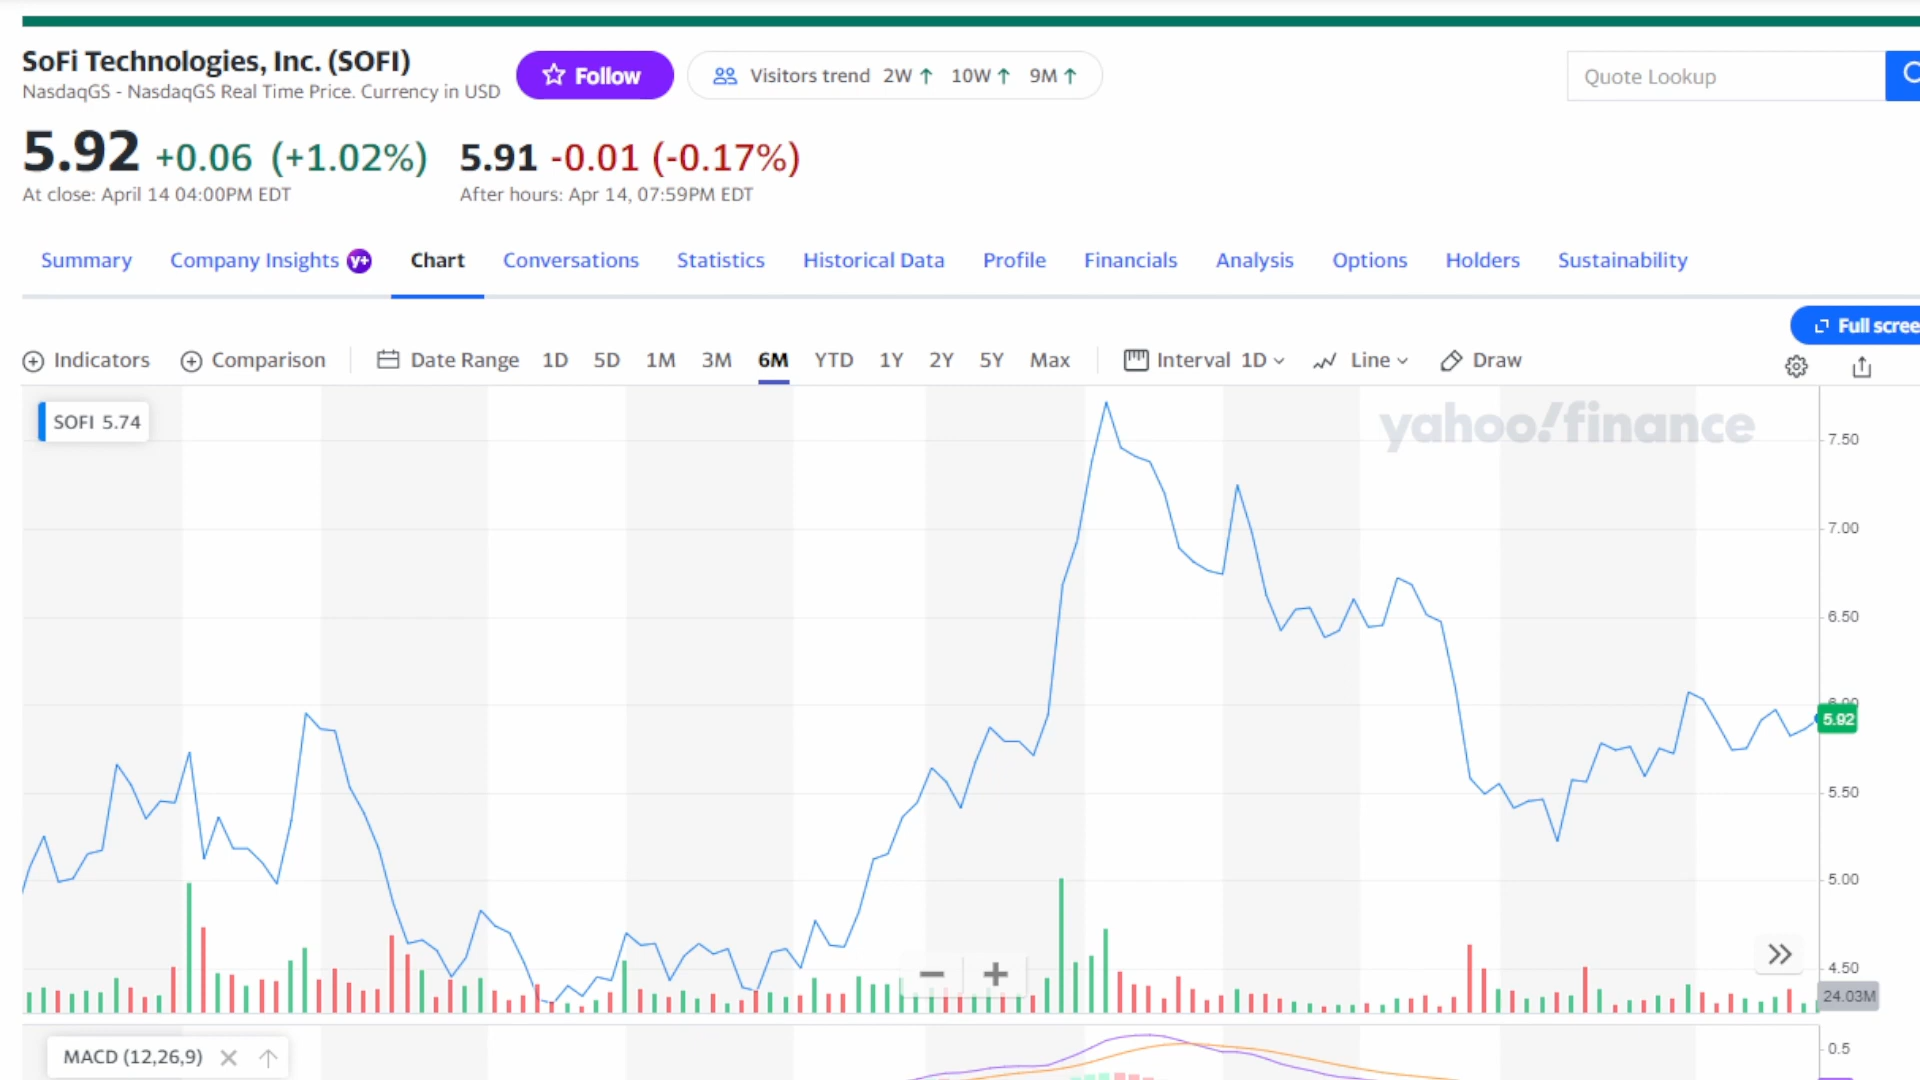 SoFi Technologies, Inc. (SOFI)
NasdaqGS - NasdaqGS Real Time Price. Currency in USD
Follow
Visitors trend 2W ↑ 10W ↑ 9M ↑
Quote Lookup
5.92 +0.06 (+1.02%) 5.91 -0.01 (-0.17%)
At close: April 14 04:00PM EDT After hours: Apr 14, 07:59PM EDT
Summary Company Insights y+ Chart Conversations Statistics Historical Data Profile Financials Analysis Options Holders Sustainability
Full scree
Indicators Comparison Date Range 1D 5D 1M 3M 6M YTD 1Y 2Y 5Y Max Interval 1D Line Draw
SOFI 5.74
yahoo!finance
7.50
7.00
6.50
6.00
5.92
5.50
5.00
4.50
24.03M
MACD (12,26,9)
0.5